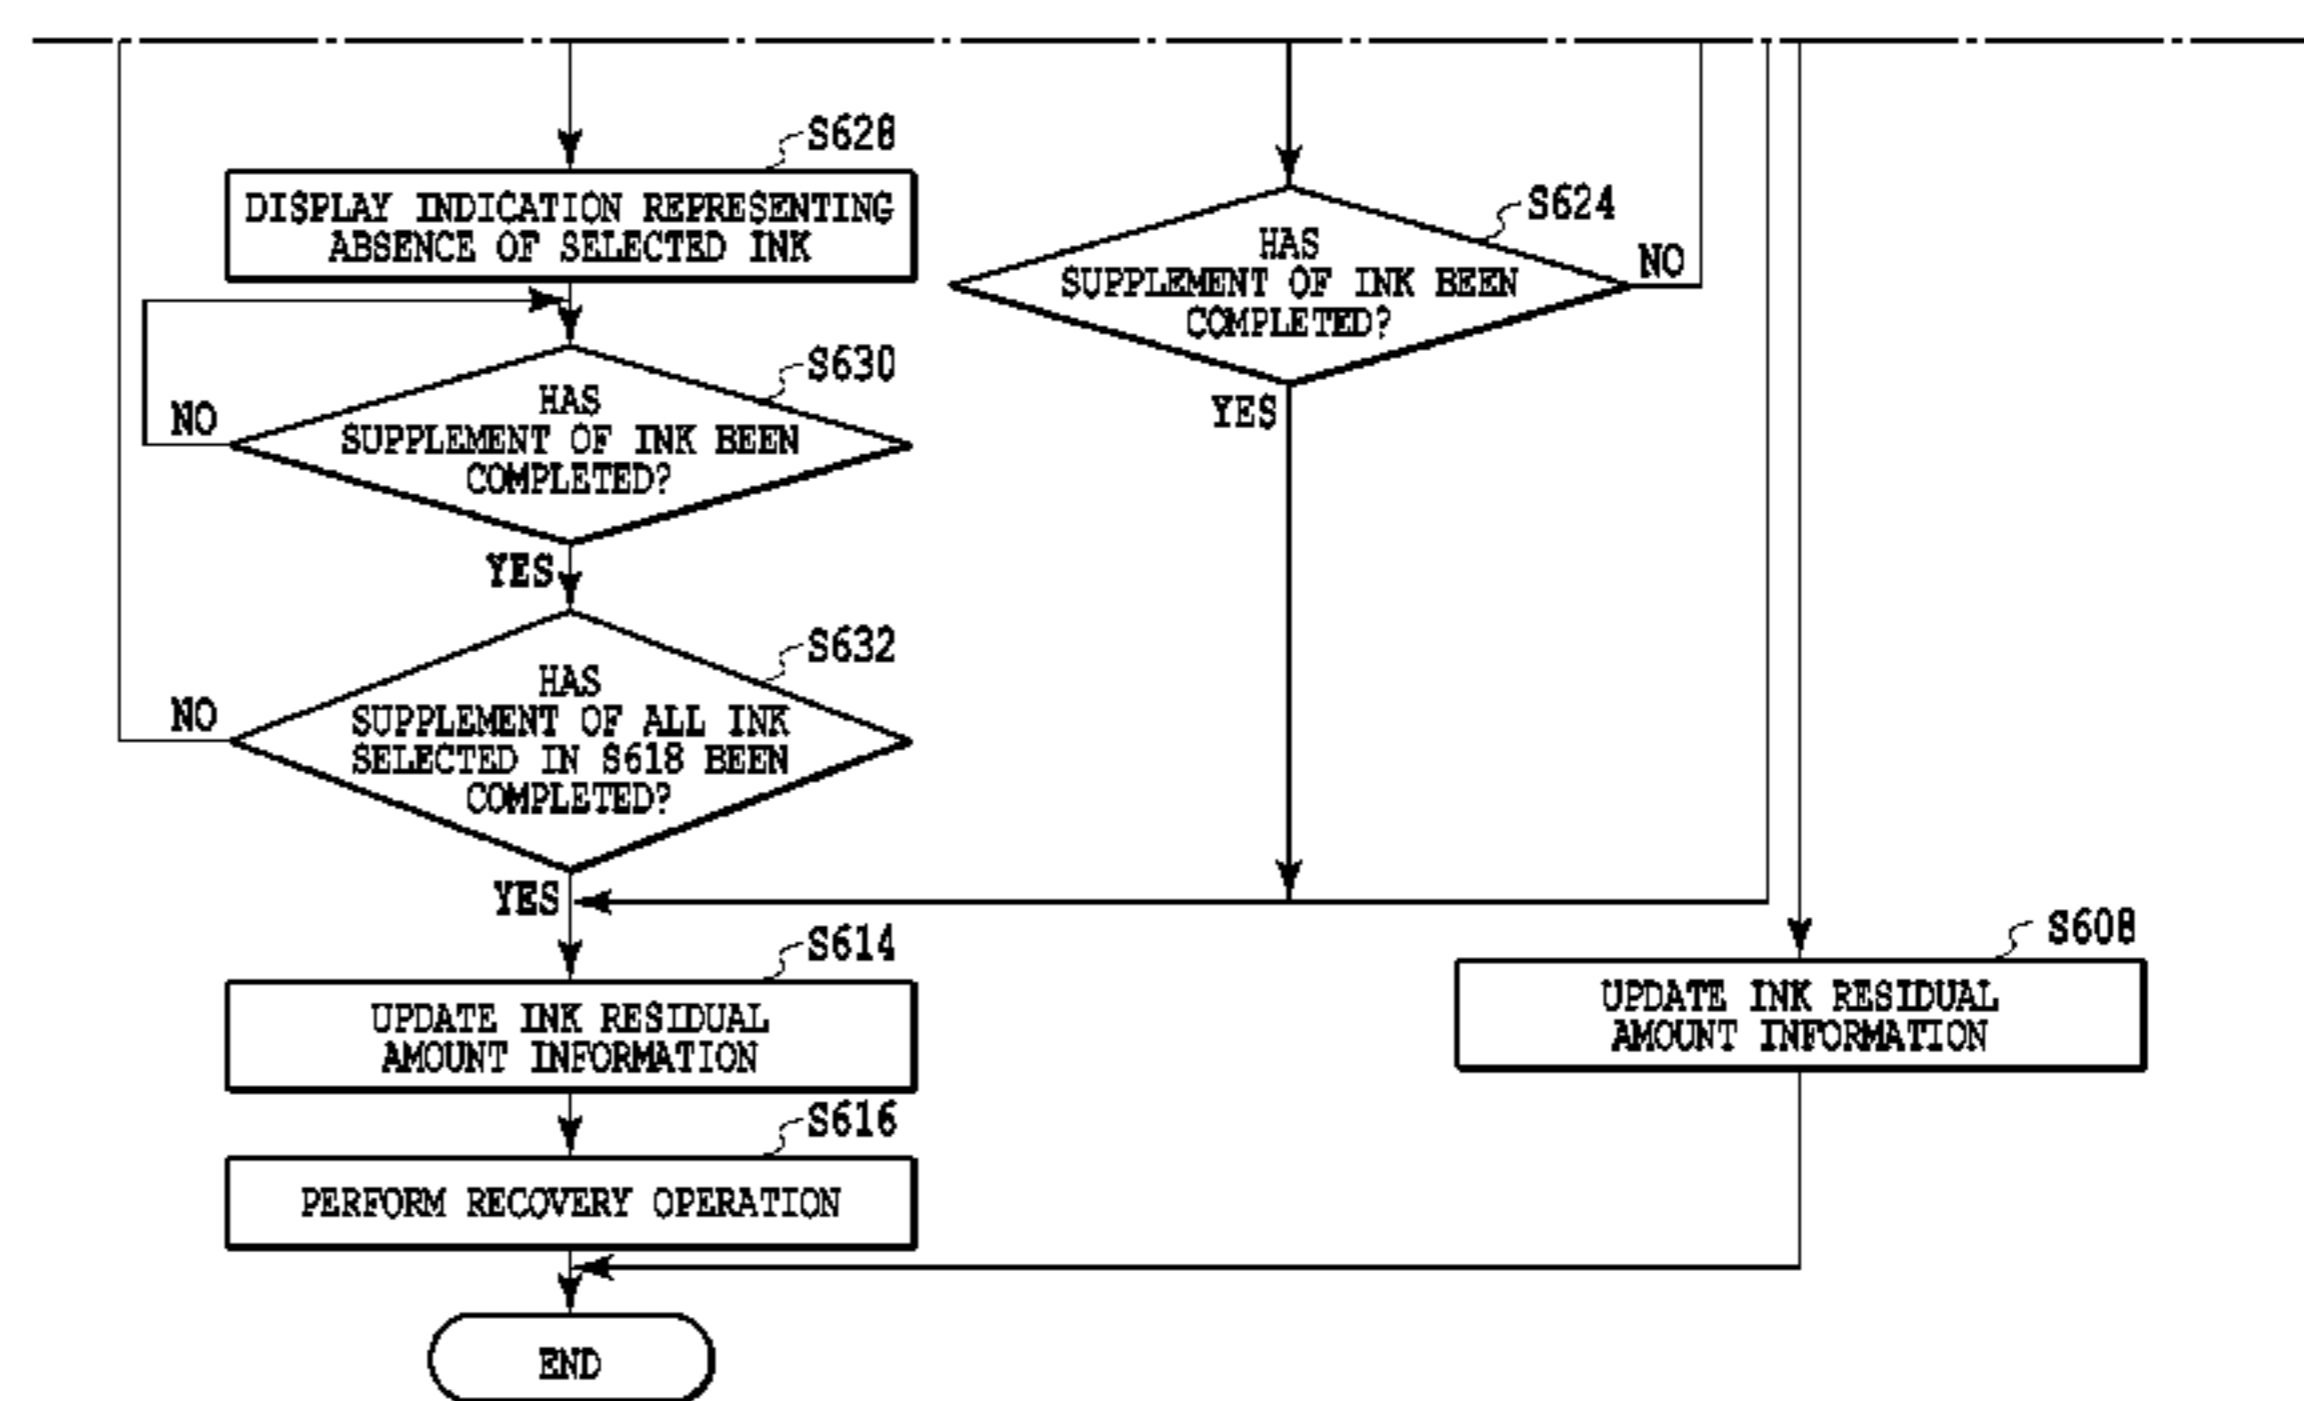 S628
DISPLAY INDICATION REPRESENTING
ABSENCE OF SELECTED INK
S624
HAS
SUPPLEMENT OF INK BEEN
COMPLETED?
NO
YES
S630
HAS
SUPPLEMENT OF INK BEEN
COMPLETED?
NO
YES
S632
HAS
SUPPLEMENT OF ALL INK
SELECTED IN S618 BEEN
COMPLETED?
NO
YES
S614
UPDATE INK RESIDUAL
AMOUNT INFORMATION
S608
UPDATE INK RESIDUAL
AMOUNT INFORMATION
S616
PERFORM RECOVERY OPERATION
END